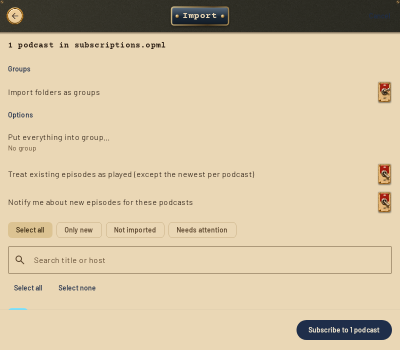 Import
1 podcast in subscriptions.opml
Groups
Import folders as groups
Options
Put everything into group...
No group
Treat existing episodes as played (except the newest per podcast)
Notify me about new episodes for these podcasts
Select all Only new Not imported Needs attention
Search title or host
Select all Select none
Subscribe to 1 podcast